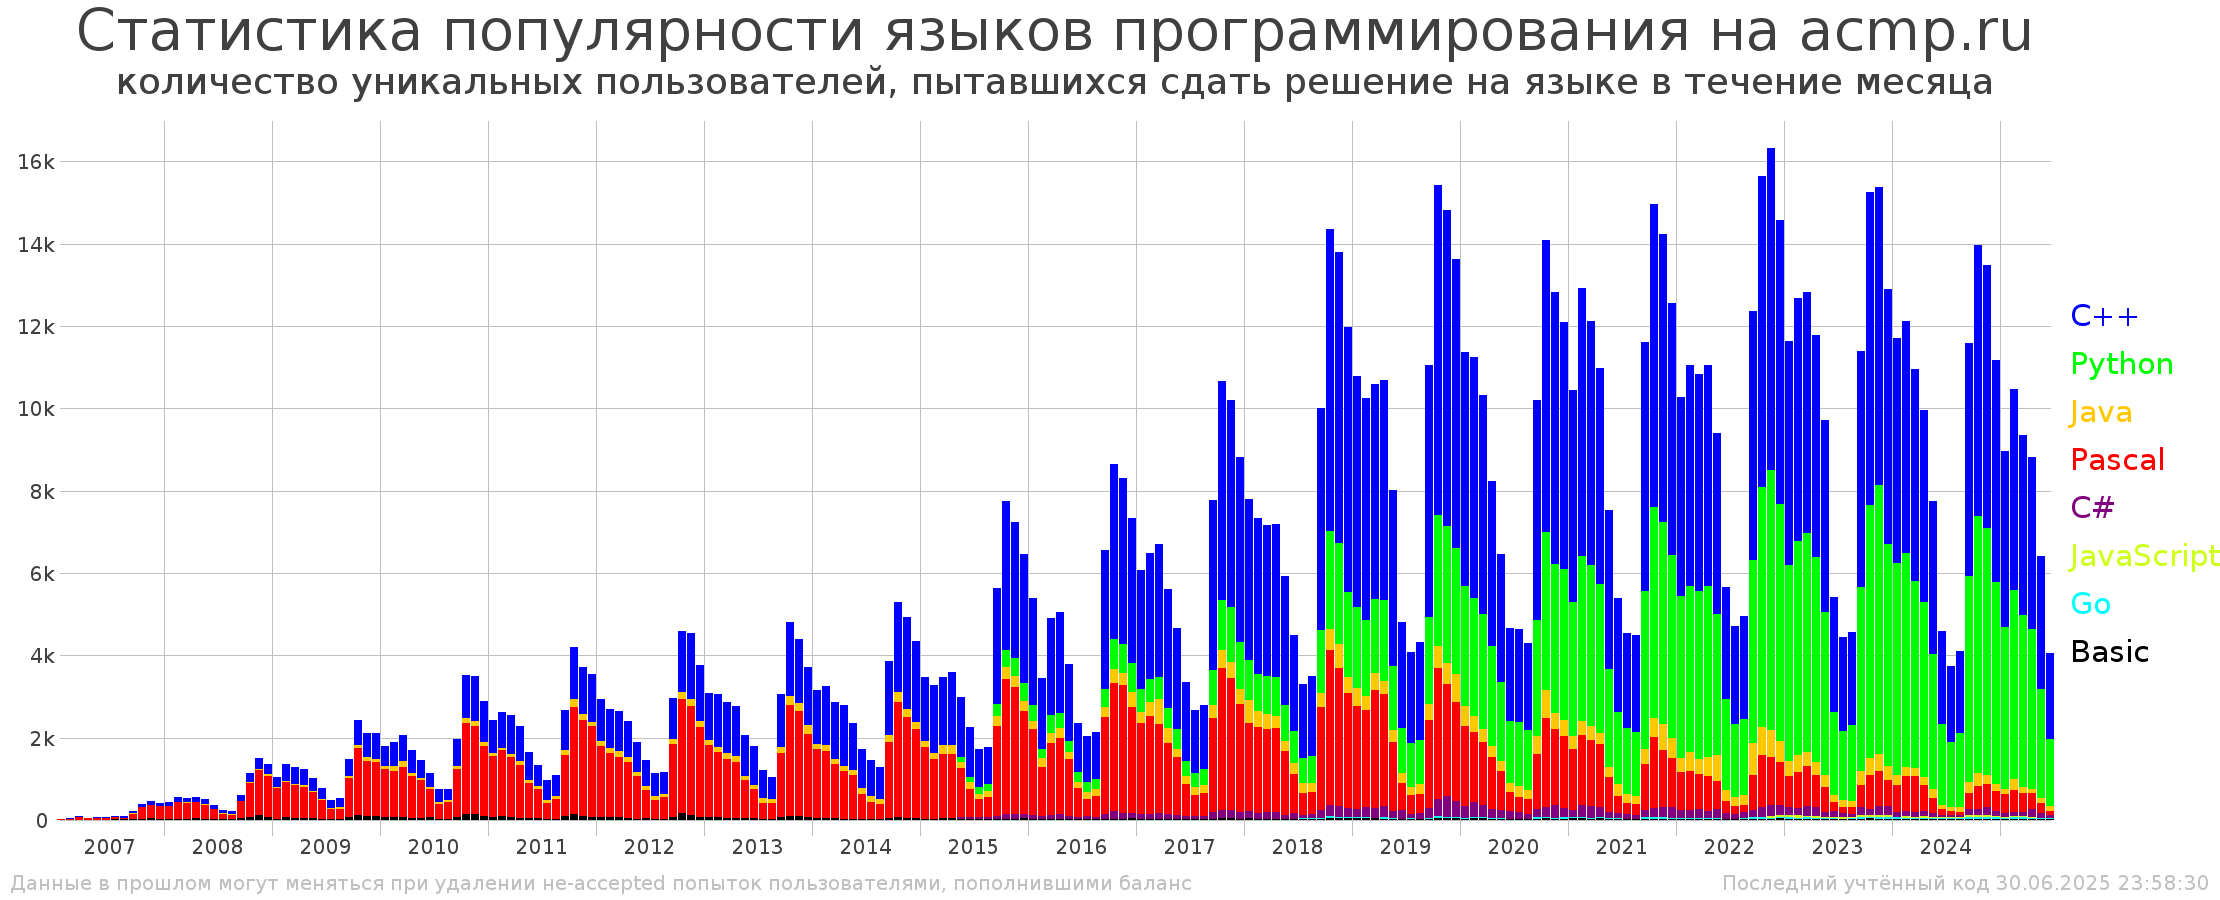 Статистика популярности языков программирования на acmp.ru
количество уникальных пользователей, пытавшихся сдать решение на языке в течение месяца
16k
14k
12k
10k
8k
6k
4k
2k
0
C++
Python
Java
Pascal
C#
JavaScript
Go
Basic
2007 2008 2009 2010 2011 2012 2013 2014 2015 2016 2017 2018 2019 2020 2021 2022 2023 2024
Данные в прошлом могут меняться при удалении не-accepted попыток пользователями, пополнившими баланс
Последний учтённый код 30.06.2025 23:58:30